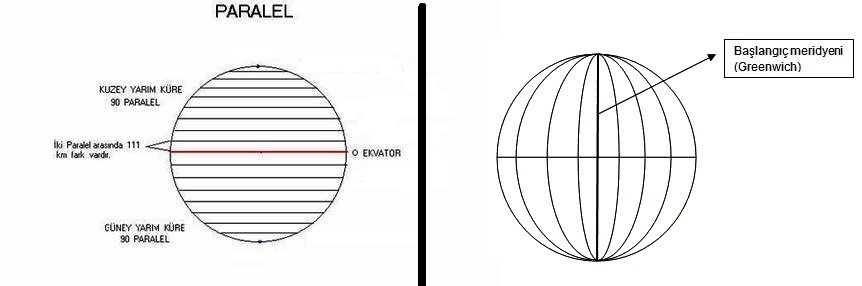 PARALEL
KUZEY YARIM KÜRE
90 PARALEL
İki Paralel arasında 111
km fark vardır.
O EKVATOR
GÜNEY YARIM KÜRE
90 PARALEL
Başlangıç meridyeni
(Greenwich)